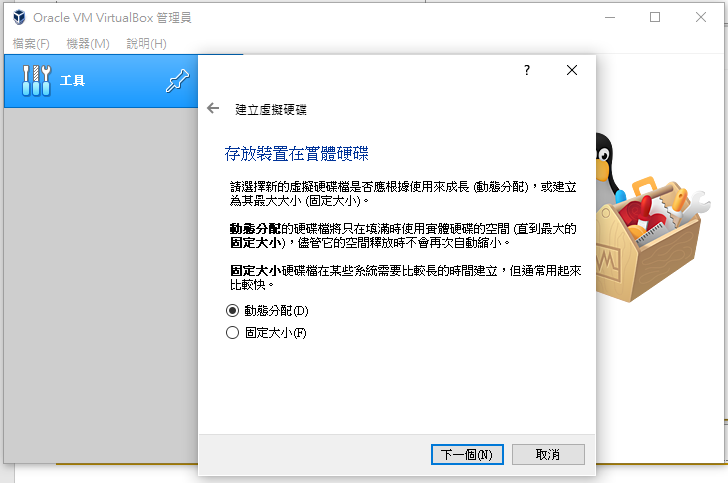 Oracle VM VirtualBox 管理員
檔案(F) 機器(M) 說明(H)
工具
?
建立虛擬硬碟
存放裝置在實體硬碟
請選擇新的虛擬硬碟檔是否應根據使用來成長 (動態分配)，或建立
為其最大大小 (固定大小)。
動態分配的硬碟檔將只在填滿時使用實體硬碟的空間 (直到最大的
固定大小)，儘管它的空間釋放時不會再次自動縮小。
固定大小硬碟檔在某些系統需要比較長的時間建立，但通常用起來
比較快。
動態分配(D)
固定大小(F)
下一個(N) 取消